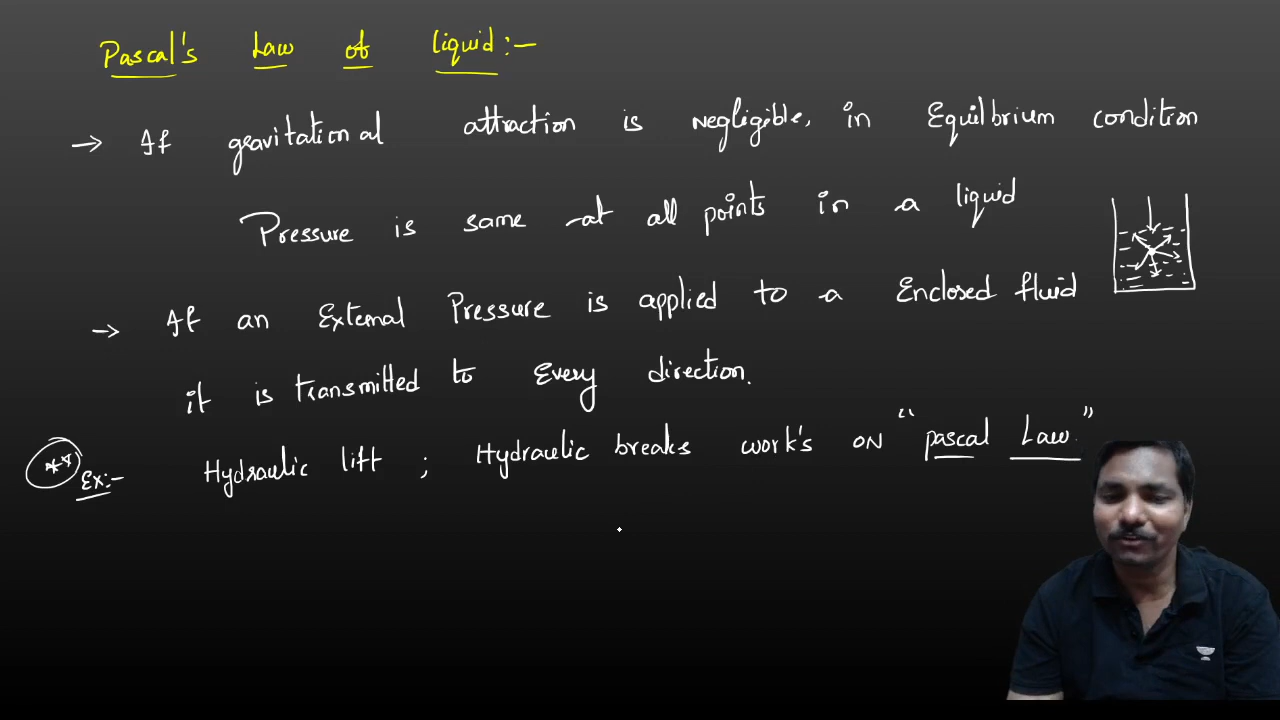 Pascal's Law of liquid:-
→ If gravitational attraction is negligible, in Equilbrium condition
Pressure is same at all points in a liquid
→ If an External Pressure is applied to a Enclosed fluid
it is transmitted to Every direction.
** Ex:- Hydraulic lift ; Hydraulic breaks work's on "pascal Law"